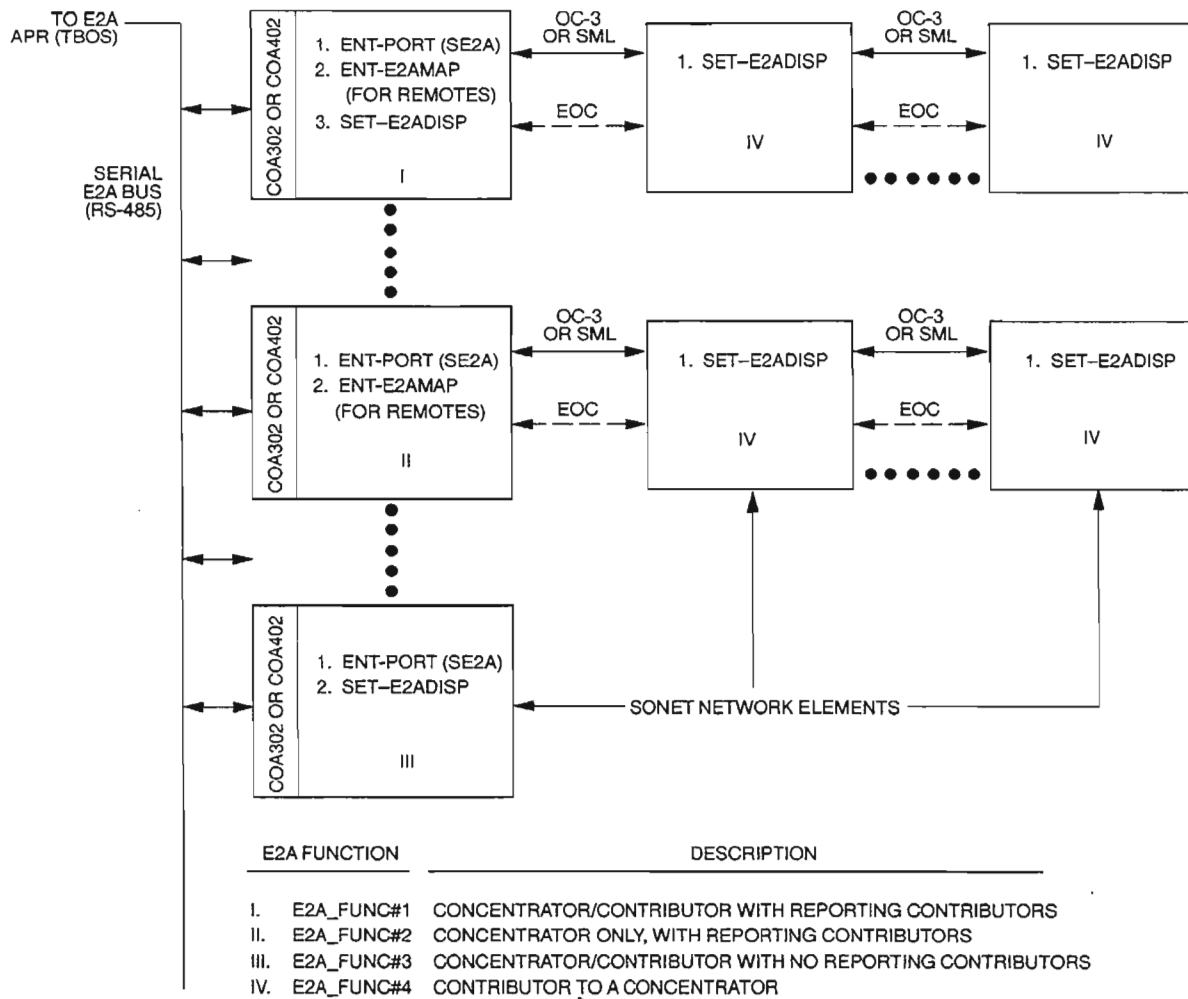 TO E2A
APR (TBOS)
SERIAL
E2A BUS
(RS-485)
COA302 OR COA402
1. ENT-PORT (SE2A)
2. ENT-E2AMAP
(FOR REMOTES)
3. SET–E2ADISP
I
OC-3
OR SML
EOC
1. SET–E2ADISP
IV
OC-3
OR SML
EOC
1. SET–E2ADISP
IV
COA302 OR COA402
1. ENT-PORT (SE2A)
2. ENT-E2AMAP
(FOR REMOTES)
II
OC-3
OR SML
EOC
1. SET–E2ADISP
IV
OC-3
OR SML
EOC
1. SET–E2ADISP
IV
COA302 OR COA402
1. ENT-PORT (SE2A)
2. SET–E2ADISP
III
SONET NETWORK ELEMENTS
E2A FUNCTION DESCRIPTION
I. E2A_FUNC#1 CONCENTRATOR/CONTRIBUTOR WITH REPORTING CONTRIBUTORS
II. E2A_FUNC#2 CONCENTRATOR ONLY, WITH REPORTING CONTRIBUTORS
III. E2A_FUNC#3 CONCENTRATOR/CONTRIBUTOR WITH NO REPORTING CONTRIBUTORS
IV. E2A_FUNC#4 CONTRIBUTOR TO A CONCENTRATOR